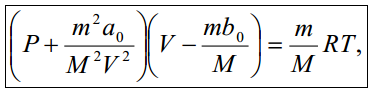 (P + m²a₀ / M²V²)(V − mb₀ / M) = m / M RT,